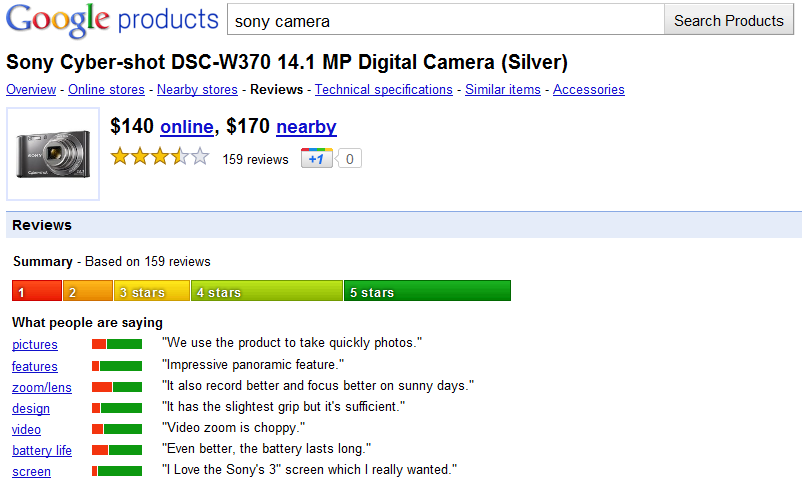 Google products sony camera Search Products
Sony Cyber-shot DSC-W370 14.1 MP Digital Camera (Silver)
Overview - Online stores - Nearby stores - Reviews - Technical specifications - Similar items - Accessories
$140 online, $170 nearby
159 reviews +1 0
SONY
Cyber-shot
Reviews
Summary - Based on 159 reviews
1 2 3 stars 4 stars 5 stars
What people are saying
pictures "We use the product to take quickly photos."
features "Impressive panoramic feature."
zoom/lens "It also record better and focus better on sunny days."
design "It has the slightest grip but it's sufficient."
video "Video zoom is choppy."
battery life "Even better, the battery lasts long."
screen "I Love the Sony's 3" screen which I really wanted."